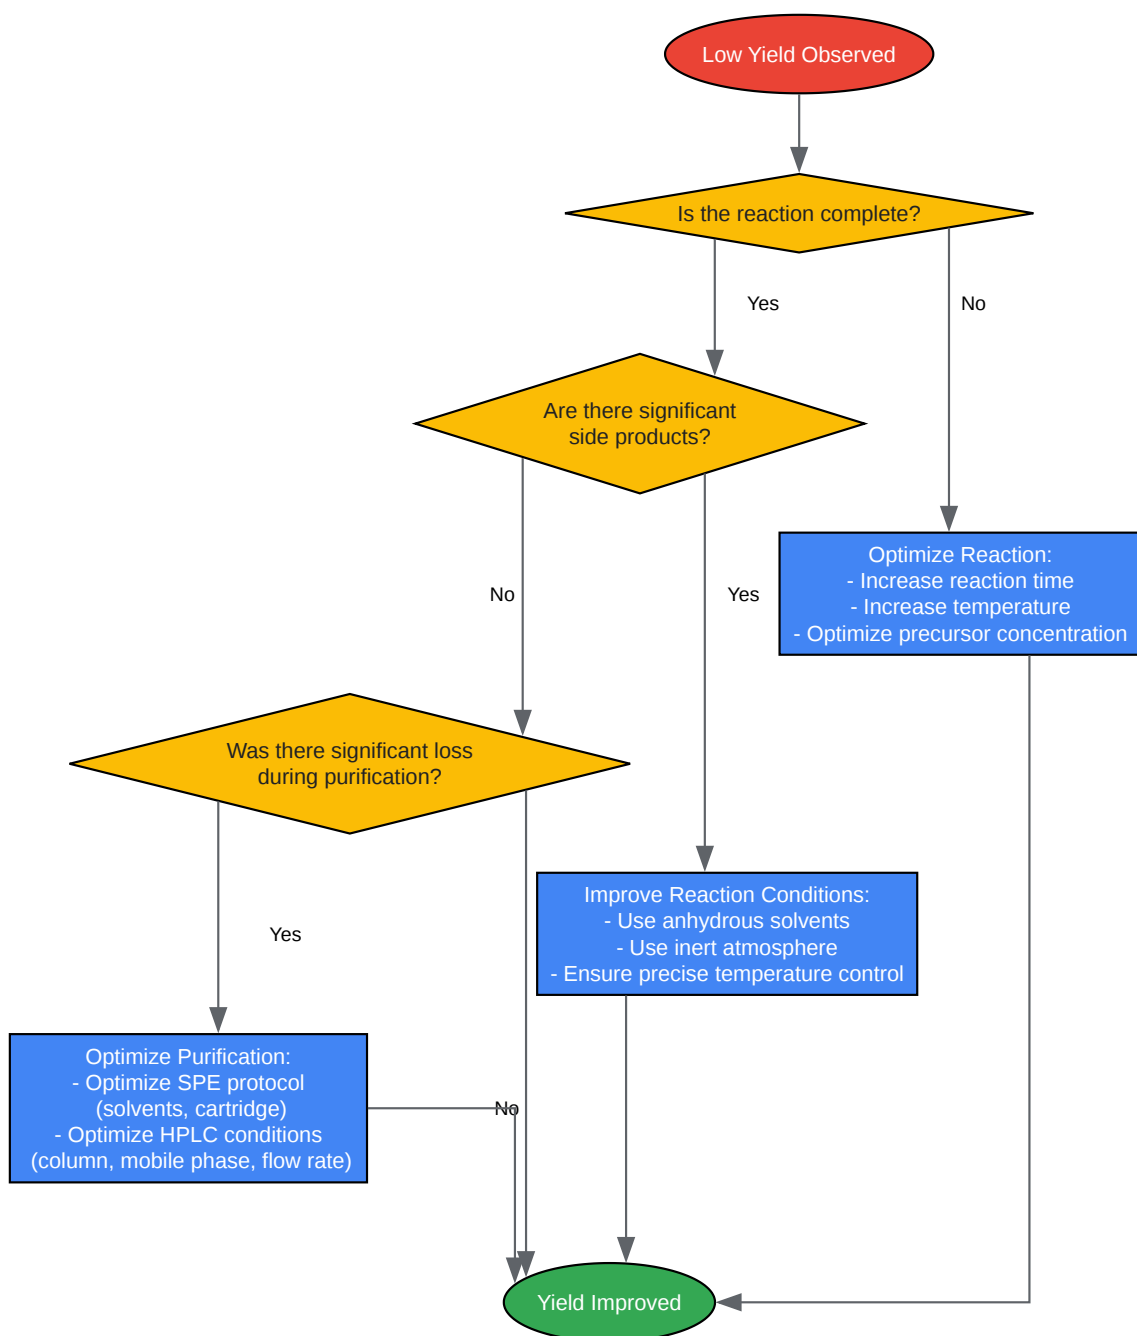 Low Yield Observed
Is the reaction complete?
Yes
No
Are there significant
side products?
Optimize Reaction:
- Increase reaction time
- Increase temperature
- Optimize precursor concentration
No
Yes
Was there significant loss
during purification?
Improve Reaction Conditions:
- Use anhydrous solvents
- Use inert atmosphere
- Ensure precise temperature control
Yes
Optimize Purification:
- Optimize SPE protocol
(solvents, cartridge)
- Optimize HPLC conditions
(column, mobile phase, flow rate)
No
Yield Improved